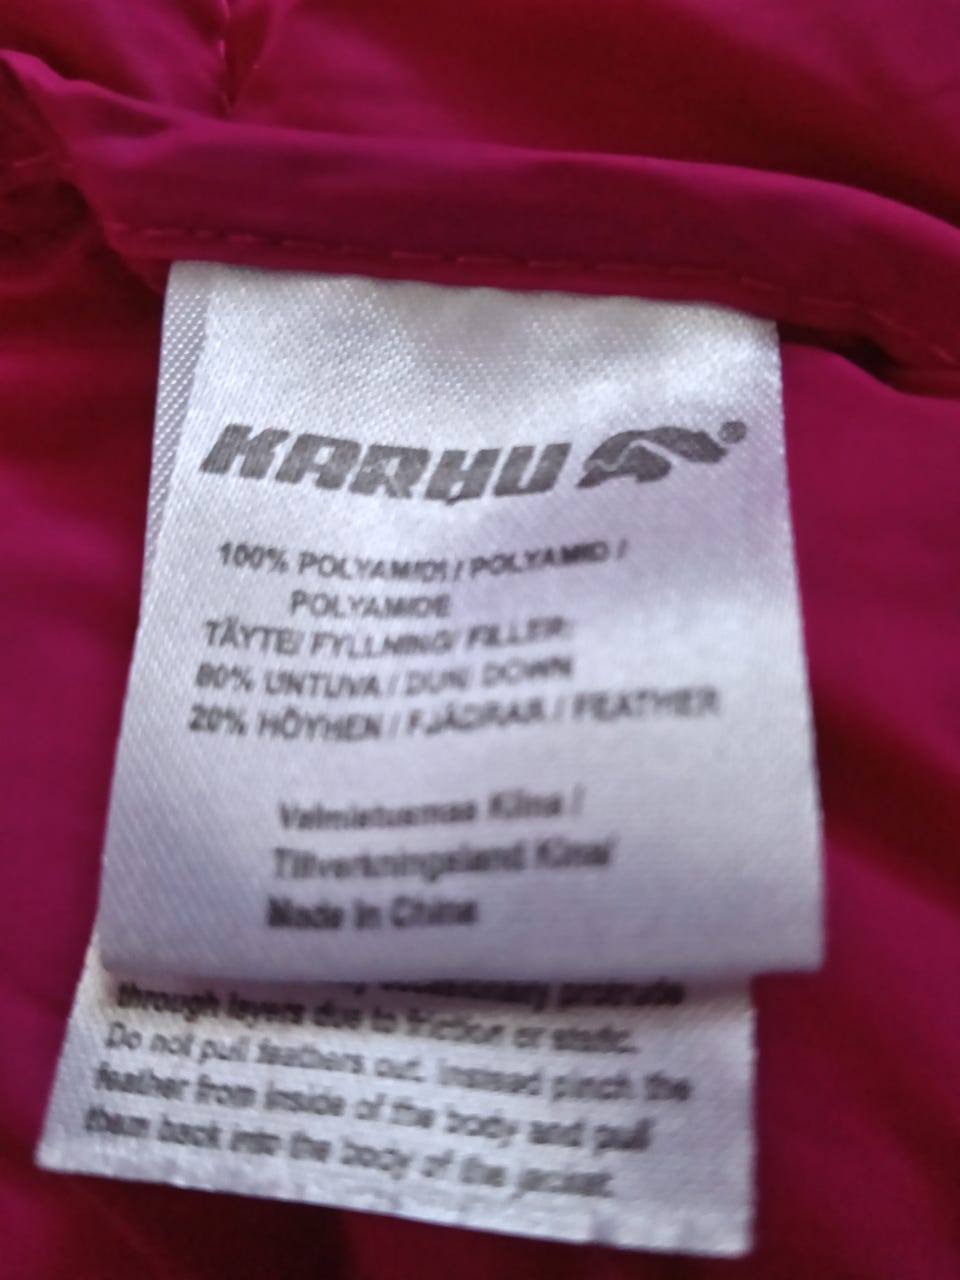 KARHU
100% POLYAMIDI / POLYAMID /
POLYAMIDE
TÄYTE/ FYLLNING/ FILLER:
80% UNTUVA / DUN/ DOWN
20% HÖYHEN / FJÄDRAR / FEATHER
Valmistusmaa Kiina /
Tillverkningsland Kina/
Made in China
occasionally protrude
through layers due to friction or static.
Do not pull feathers out. Instead pinch the
feather from inside of the body and pull
them back into the body of the jacket.